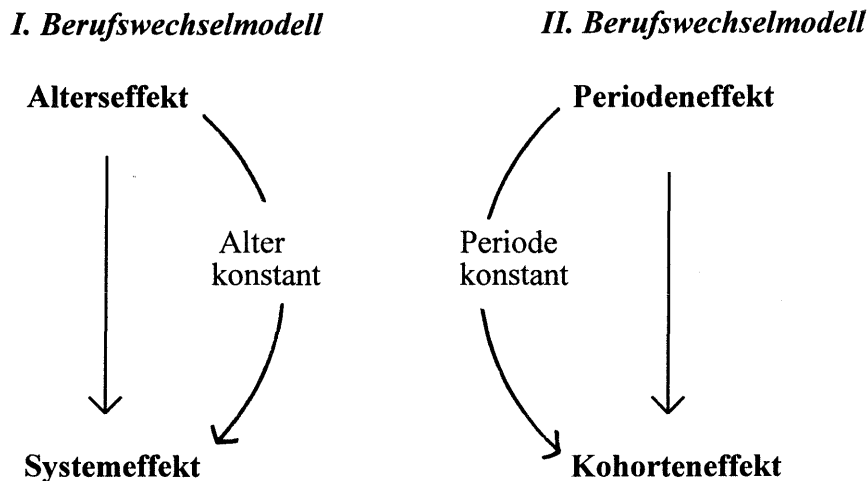 I. Berufswechselmodell
II. Berufswechselmodell
Alterseffekt
Periodeneffekt
Alter
konstant
Periode
konstant
Systemeffekt
Kohorteneffekt